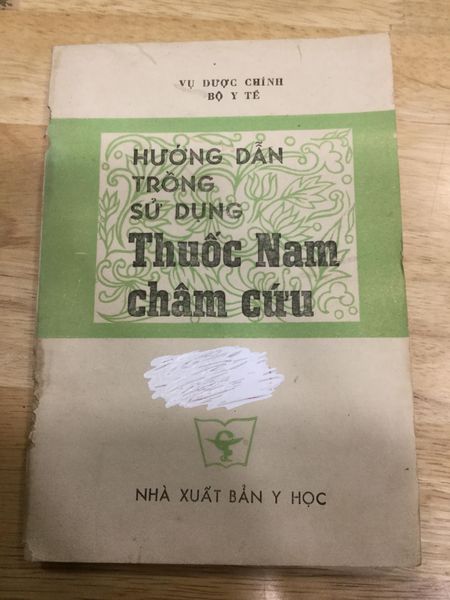 VỤ DƯỢC CHÍNH
BỘ Y TẾ
HƯỚNG DẪN
TRỒNG
SỬ DỤNG
Thuốc Nam
châm cứu
NHÀ XUẤT BẢN Y HỌC